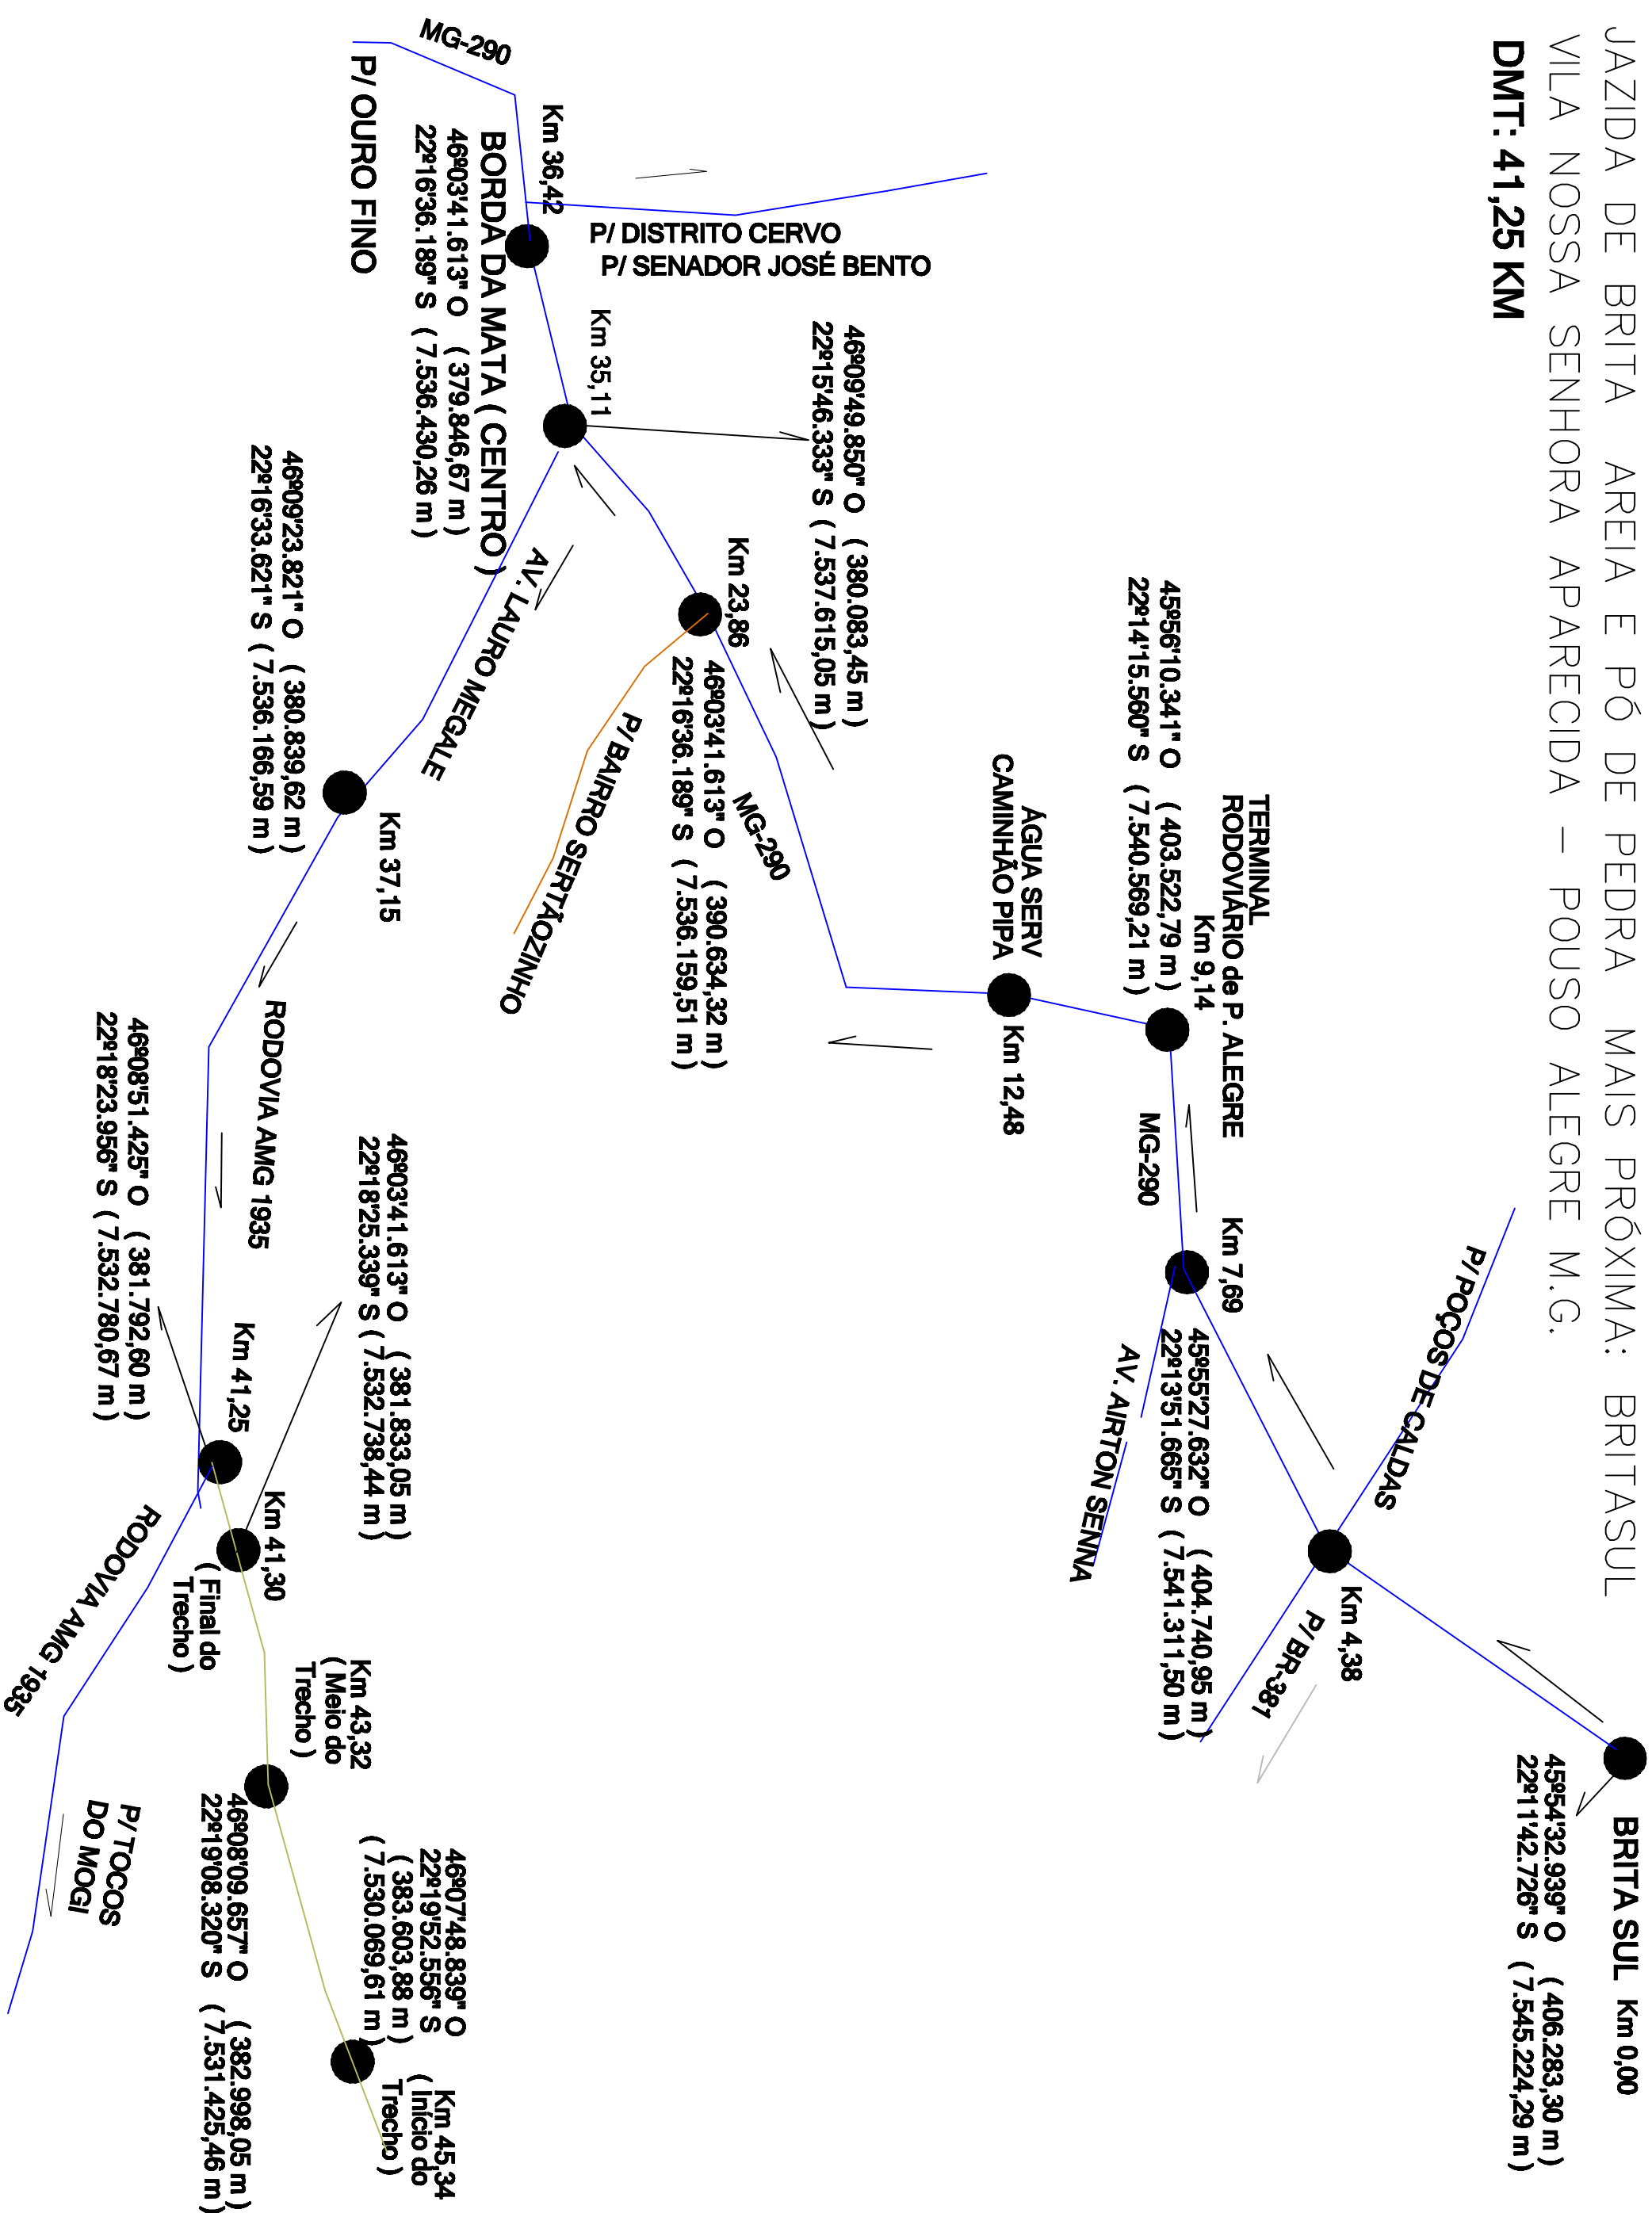 JAZIDA DE BRITA AREIA E PÓ DE PEDRA MAIS PRÓXIMA: BRITASUL
VILA NOSSA SENHORA APARECIDA – POUSO ALEGRE M.G.
DMT: 41,25 KM
BRITA SUL Km 0,00
45º54'32.939" O ( 406.283,30 m )
22º11'42.726" S ( 7.545.224,29 m )
P/ POÇOS DE CALDAS
Km 4,38
P/ BR-381
Km 7,69
45º55'27.632" O ( 404.740,95 m )
22º13'51.665" S ( 7.541.311,50 m )
AV. AIRTON SENNA
MG-290
TERMINAL
RODOVIÁRIO de P. ALEGRE
Km 9,14
45º56'10.341" O ( 403.522,79 m )
22º14'15.560" S ( 7.540.569,21 m )
ÁGUA SERV
CAMINHÃO PIPA
Km 12,48
MG-290
Km 23,86
46º03'41.613" O ( 390.634,32 m )
22º16'36.189" S ( 7.536.159,51 m )
P/ BAIRRO SERTÃOZINHO
46º09'49.850" O ( 380.083,45 m )
22º15'46.333" S ( 7.537.615,05 m )
Km 35,11
P/ DISTRITO CERVO
P/ SENADOR JOSÉ BENTO
Km 36,42
BORDA DA MATA ( CENTRO )
46º03'41.613" O ( 379.846,67 m )
22º16'36.189" S ( 7.536.430,26 m )
MG-290
P/ OURO FINO
AV. LAURO MEGALE
Km 37,15
46º09'23.821" O ( 380.839,62 m )
22º16'33.621" S ( 7.536.166,59 m )
RODOVIA AMG 1935
46º03'41.613" O ( 381.833,05 m )
22º18'25.339" S ( 7.532.738,44 m )
Km 41,25
46º08'51.425" O ( 381.792,60 m )
22º18'23.956" S ( 7.532.780,67 m )
Km 41,30
( Final do
Trecho )
RODOVIA AMG 1935
P/ TOCOS
DO MOGI
Km 43,32
( Meio do
Trecho )
46º08'09.657" O ( 382.998,05 m )
22º19'08.320" S ( 7.531.425,46 m )
46º07'48.839" O
22º19'52.556" S
( 383.603,88 m )
( 7.530.069,61 m )
Km 45,34
( Início do
Trecho )